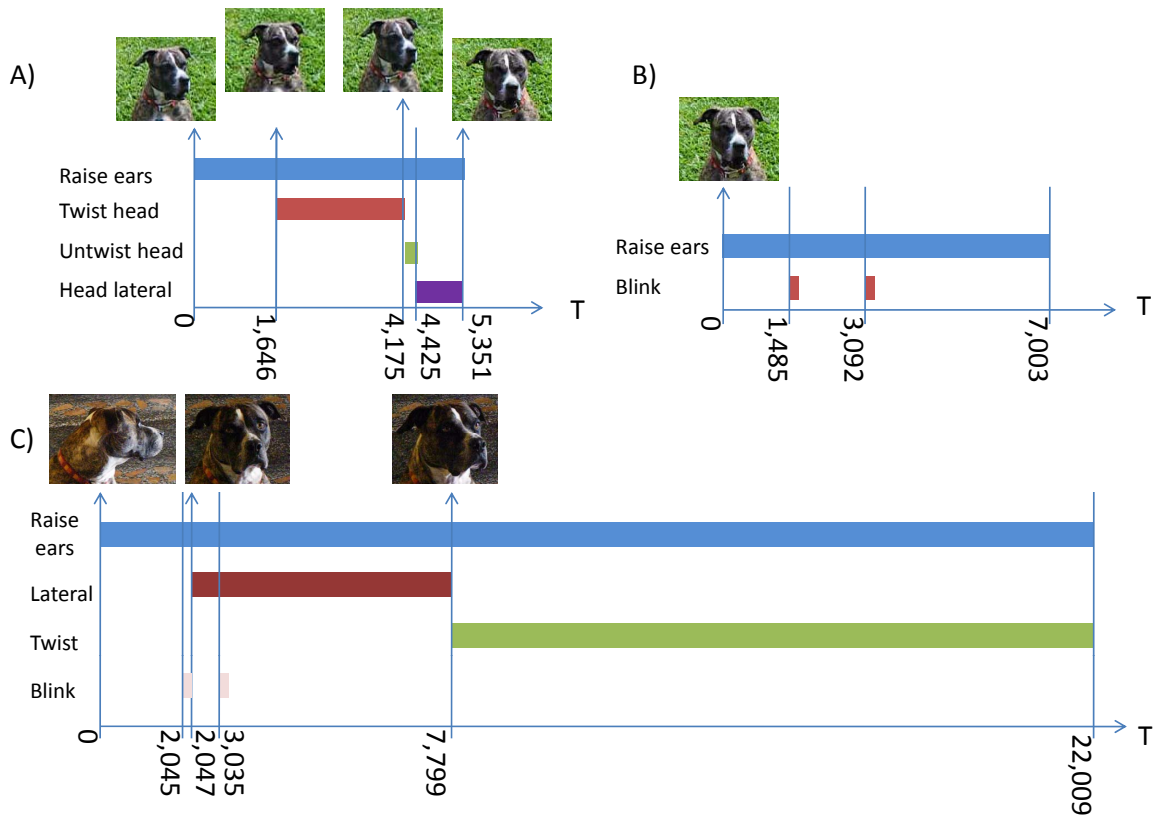 A)
Raise ears
Twist head
Untwist head
Head lateral
T
0
1,646
4,175
4,425
5,351
B)
Raise ears
Blink
T
0
1,485
3,092
7,003
C)
Raise
ears
Lateral
Twist
Blink
T
0
2,045
2,047
3,035
7,799
22,009